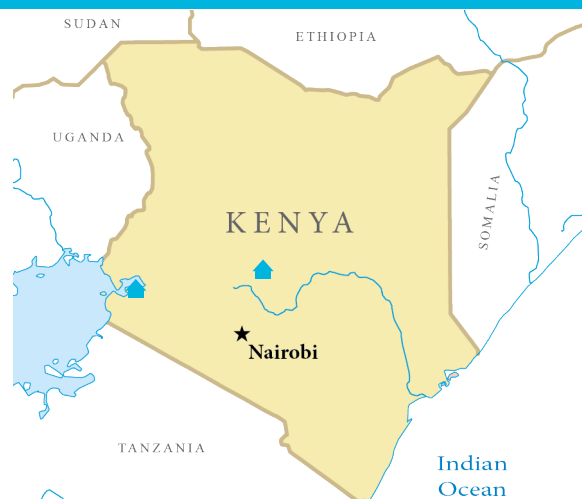 SUDAN
ETHIOPIA
UGANDA
SOMALIA
KENYA
Nairobi
TANZANIA
Indian
Ocean